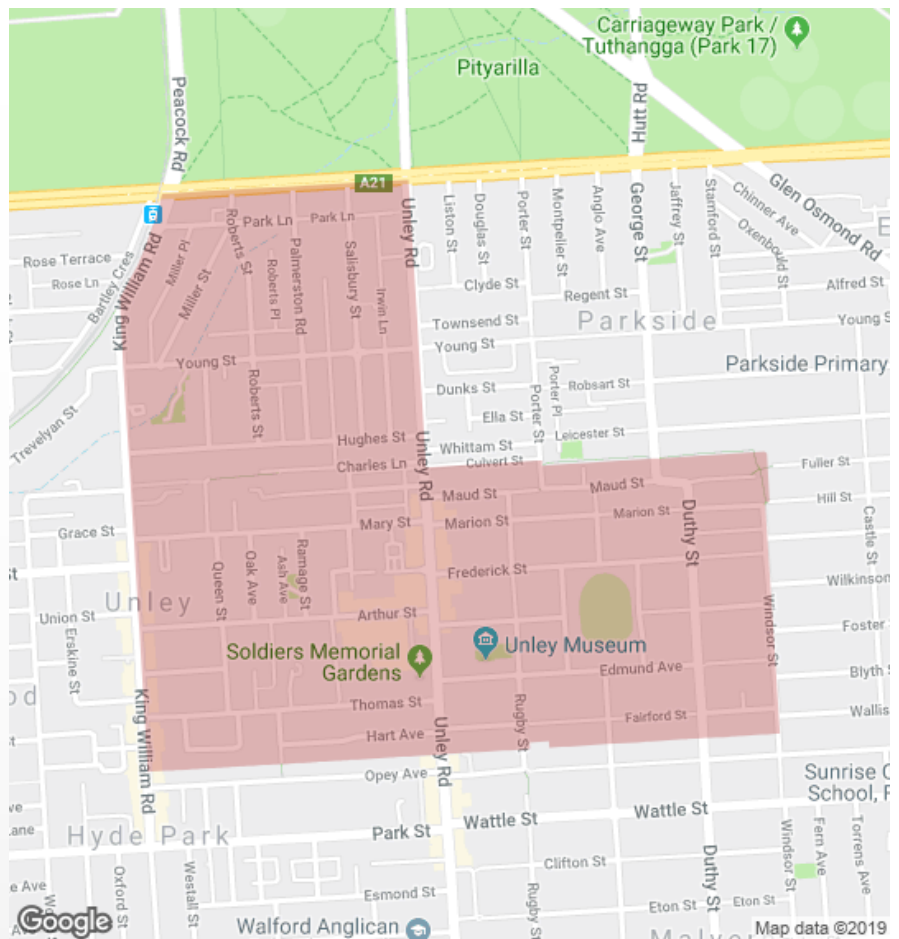 Carriageway Park /
Tuthangga (Park 17)
Pityarilla
Peacock Rd
Hutt Rd
A21
Glen Osmond Rd
Unley Rd
Liston St
Douglas St
Porter St
Montpelier St
Anglo Ave
George St
Jaffrey St
Stamford St
Chinner Ave
Oxenbould St
Park Ln
Park Ln
Roberts St
Rose Terrace
Rose Ln
Bartley Cres
King William Rd
Miller Pl
Miller St
Roberts Pl
Palmerston Rd
Salisbury St
Irwin Ln
Clyde St
Regent St
Alfred St
Townsend St
Parkside
Young S
Young St
Young St
Parkside Primary
Trevelyan St
Roberts St
Dunks St
Porter Pl
Robsart St
Ella St
Porter St
Hughes St
Unley Rd
Whittam St
Leicester St
Charles Ln
Culvert St
Fuller St
Maud St
Maud St
Hill St
Grace St
Mary St
Marion St
Marion St
Duthy St
Castle St
st
Queen St
Oak Ave
Ash Ave
Ramage St
Frederick St
Wilkinson
Unley
Union St
Erskine St
Arthur St
Windsor St
Foster
Soldiers Memorial
Gardens
Unley Museum
Edmund Ave
Blyth
od
King William Rd
Thomas St
Rugby St
Fairford St
Wallis
Hart Ave
Unley Rd
Opey Ave
Sunrise C
School, P
ve
ane
Hyde Park
Park St
Wattle St
Wattle St
e Ave
Oxford St
Westall St
Clifton St
Duthy St
Windsor St
Fern Ave
Torrens Ave
Esmond St
Rugby St
Eton St
Eton St
Google
Walford Anglican
Malver
Map data ©2019